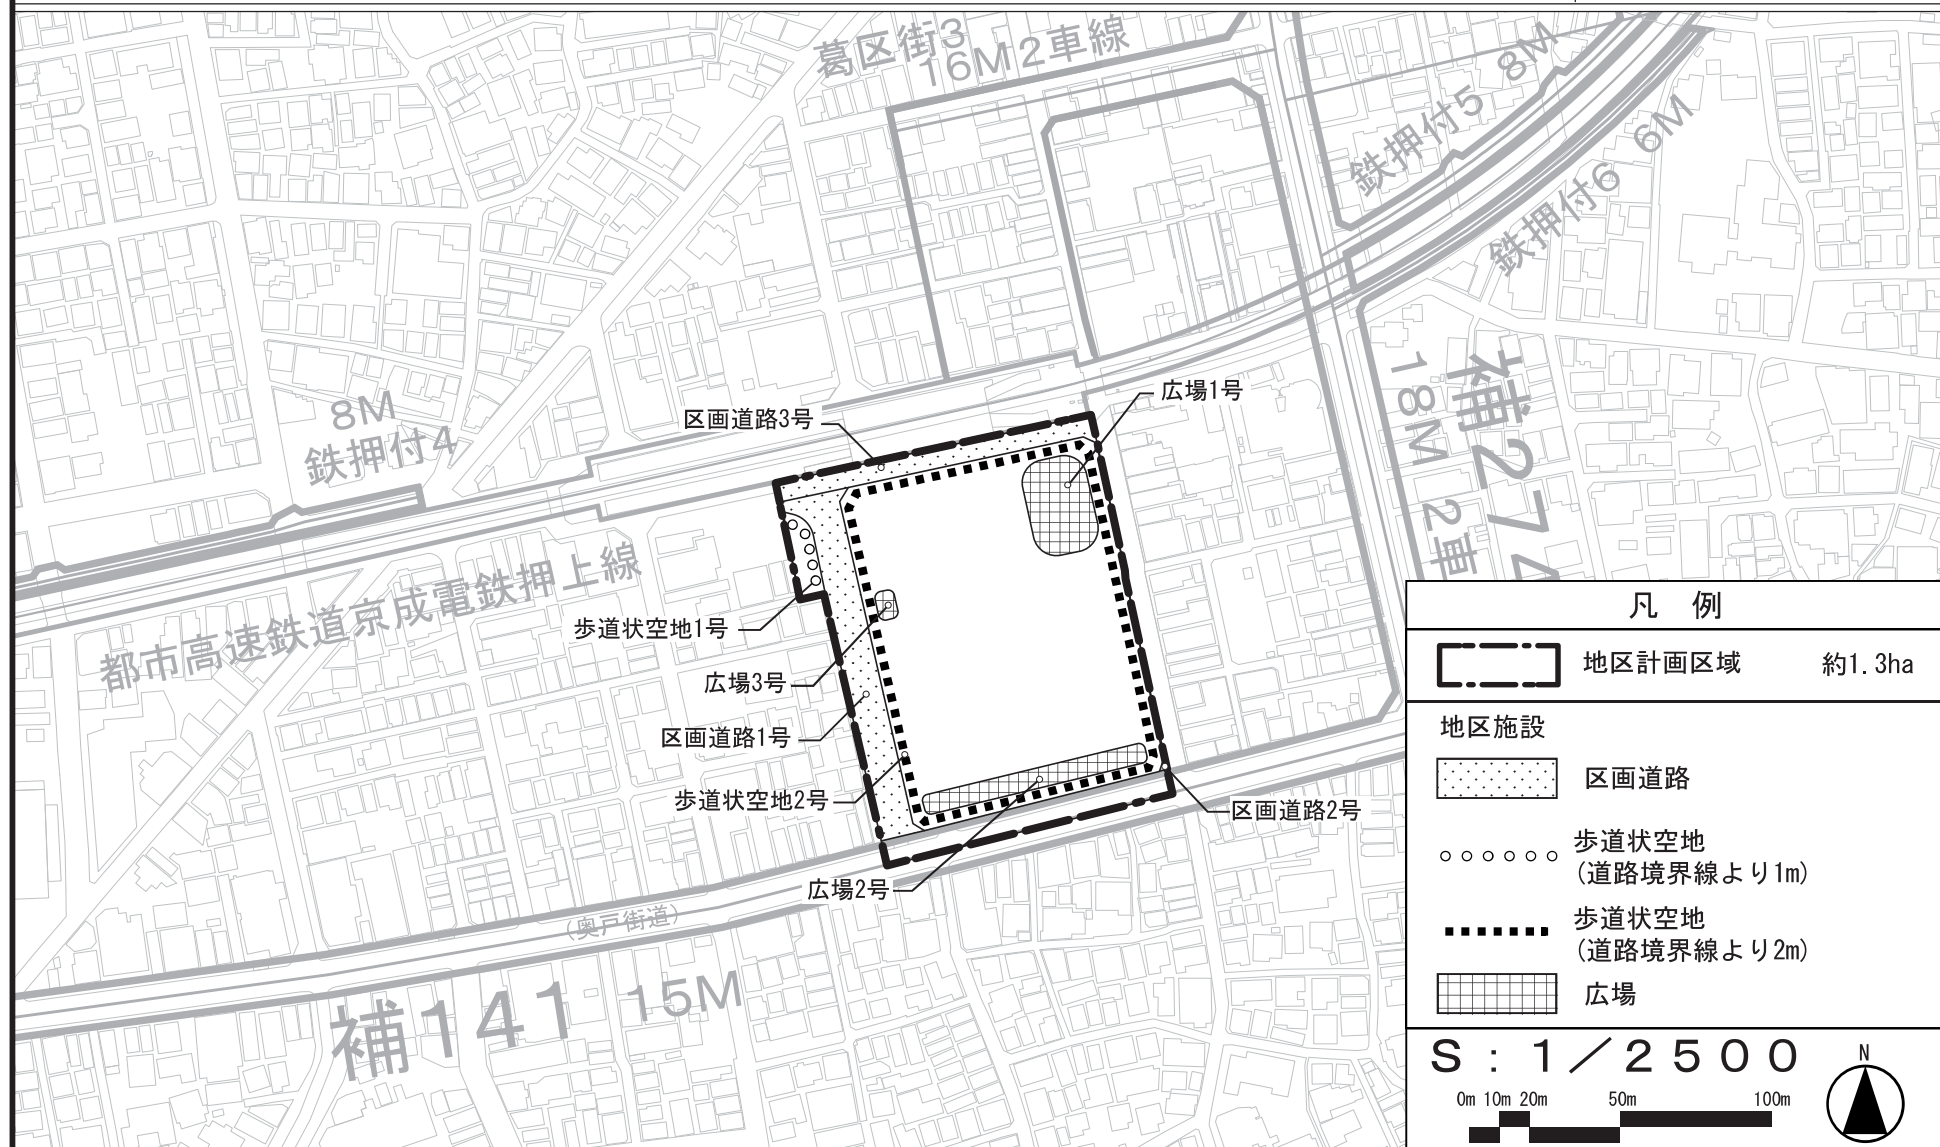 葛区街3
16M2車線
8M
鉄押付5
6M
鉄押付6
8M
鉄押付4
都市高速鉄道京成電鉄押上線
補274
18M 2車
区画道路3号
広場1号
歩道状空地1号
広場3号
区画道路1号
歩道状空地2号
区画道路2号
広場2号
(奥戸街道)
補141 15M
凡 例
地区計画区域 約1.3ha
地区施設
区画道路
歩道状空地
(道路境界線より1m)
歩道状空地
(道路境界線より2m)
広場
S:1/2500
N
0m 10m 20m 50m 100m